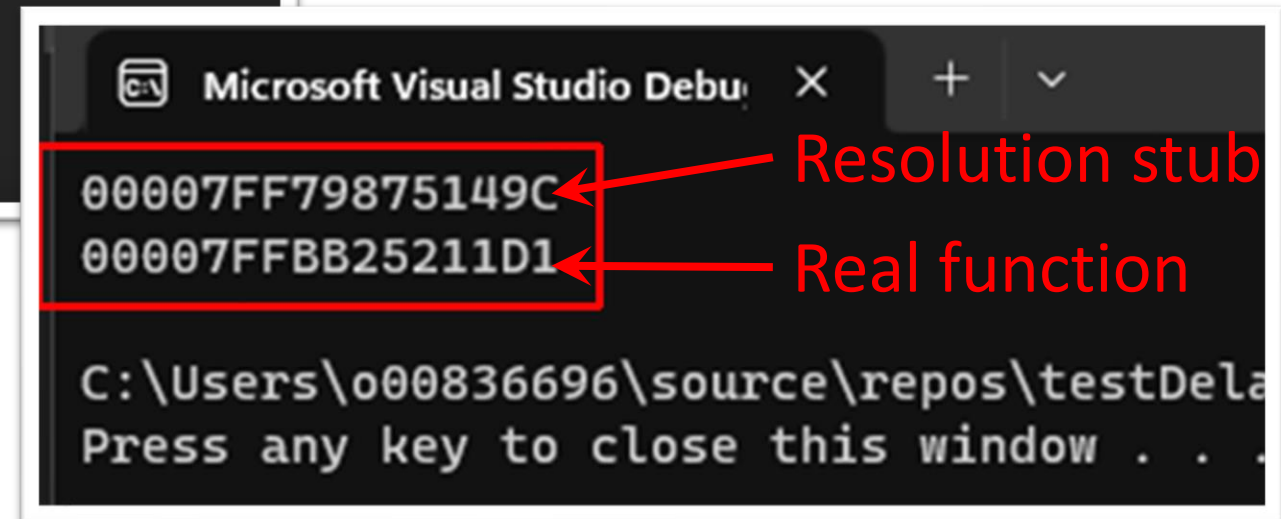 Microsoft Visual Studio Debu
00007FF79875149C Resolution stub
00007FFBB25211D1 Real function
C:\Users\o00836696\source\repos\testDela
Press any key to close this window . . .